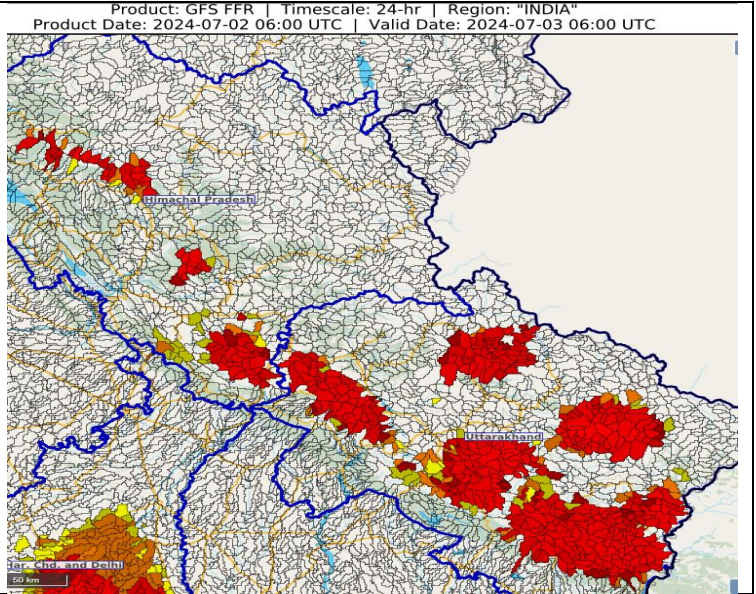 Product: GFS FFR | Timescale: 24-hr | Region: "INDIA"
Product Date: 2024-07-02 06:00 UTC | Valid Date: 2024-07-03 06:00 UTC
Himachal Pradesh
Uttarakhand
ar. Chd. and Delhi
50 km